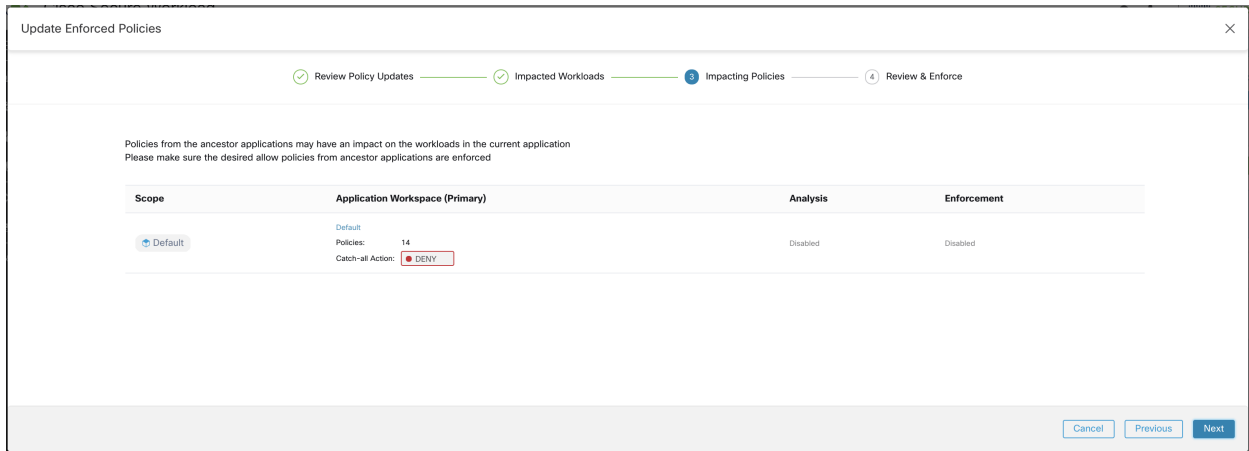 Update Enforced Policies
Review Policy Updates
Impacted Workloads
3 Impacting Policies
4 Review & Enforce
Policies from the ancestor applications may have an impact on the workloads in the current application
Please make sure the desired allow policies from ancestor applications are enforced
Scope Application Workspace (Primary) Analysis Enforcement
Default
Default
Policies: 14
Catch-all Action: DENY
Disabled
Disabled
Cancel Previous Next